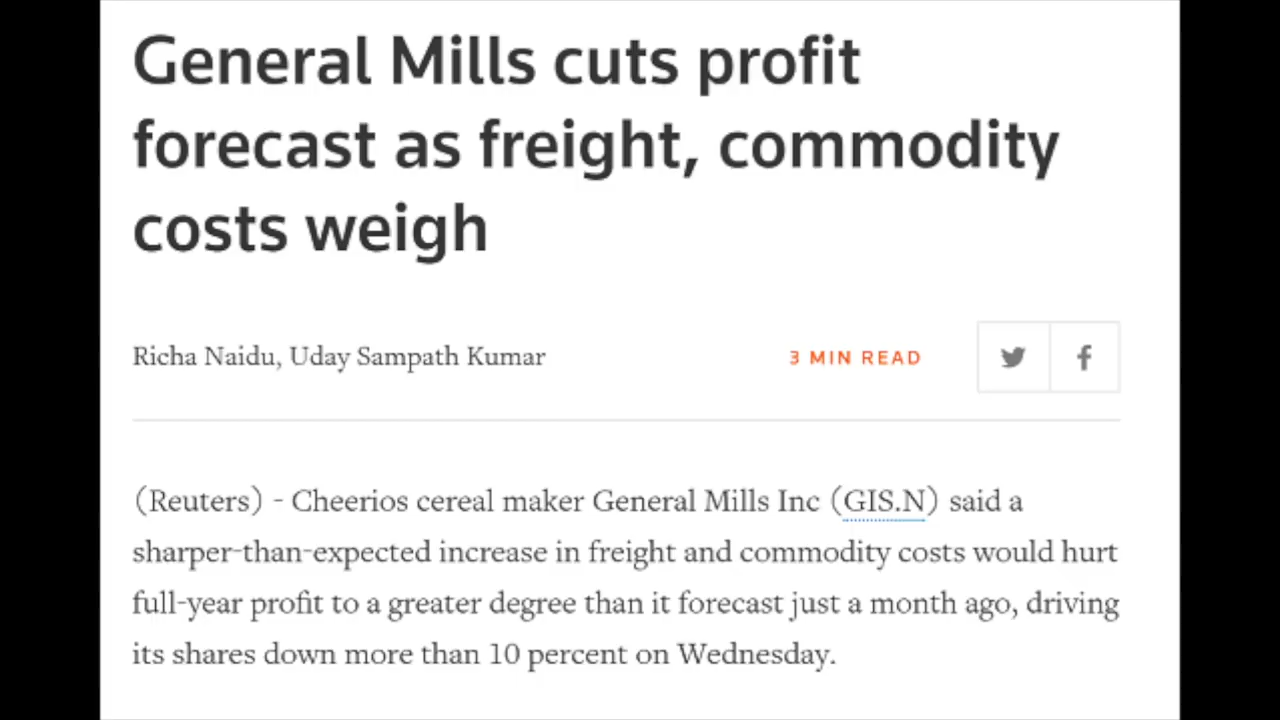 General Mills cuts profit
forecast as freight, commodity
costs weigh
Richa Naidu, Uday Sampath Kumar
3 MIN READ
(Reuters) - Cheerios cereal maker General Mills Inc (GIS.N) said a
sharper-than-expected increase in freight and commodity costs would hurt
full-year profit to a greater degree than it forecast just a month ago, driving
its shares down more than 10 percent on Wednesday.